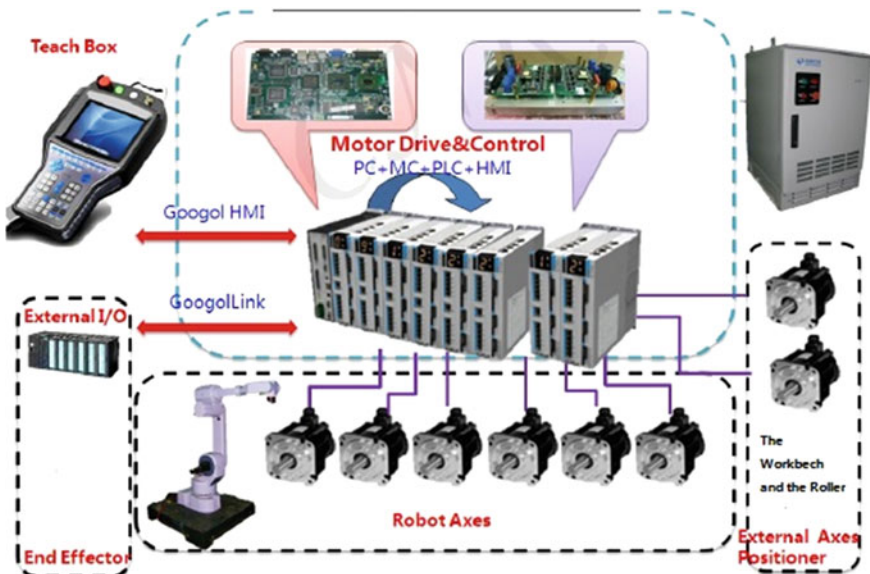 Teach Box
Motor Drive&Control
PC+MC+PLC+HMI
Googol HMI
GoogolLink
External I/O
The
Workbech
and the Roller
Robot Axes
End Effector
External Axes
Positioner